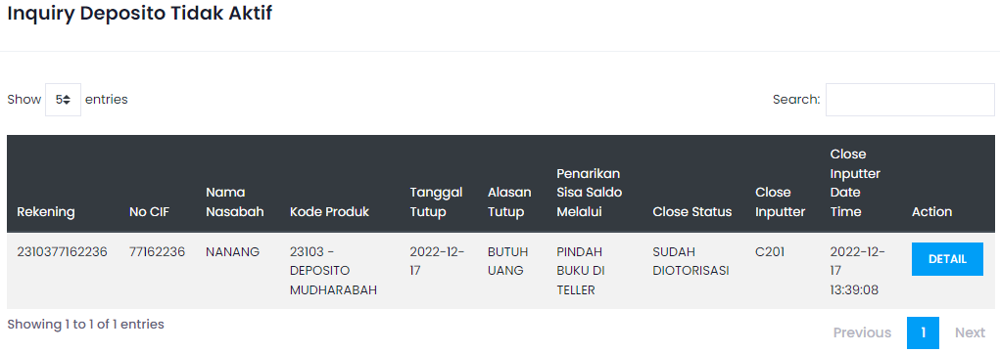 Inquiry Deposito Tidak Aktif
Show 5 entries
Search:
Rekening
No CIF
Nama
Nasabah
Kode Produk
Tanggal
Tutup
Alasan
Tutup
Penarikan
Sisa Saldo
Melalui
Close Status
Close
Inputter
Close
Inputter
Date
Time
Action
2310377162236
77162236
NANANG
23103 -
DEPOSITO
MUDHARABAH
2022-12-
17
BUTUH
UANG
PINDAH
BUKU DI
TELLER
SUDAH
DIOTORISASI
C201
2022-12-
17
13:39:08
DETAIL
Showing 1 to 1 of 1 entries
Previous 1 Next